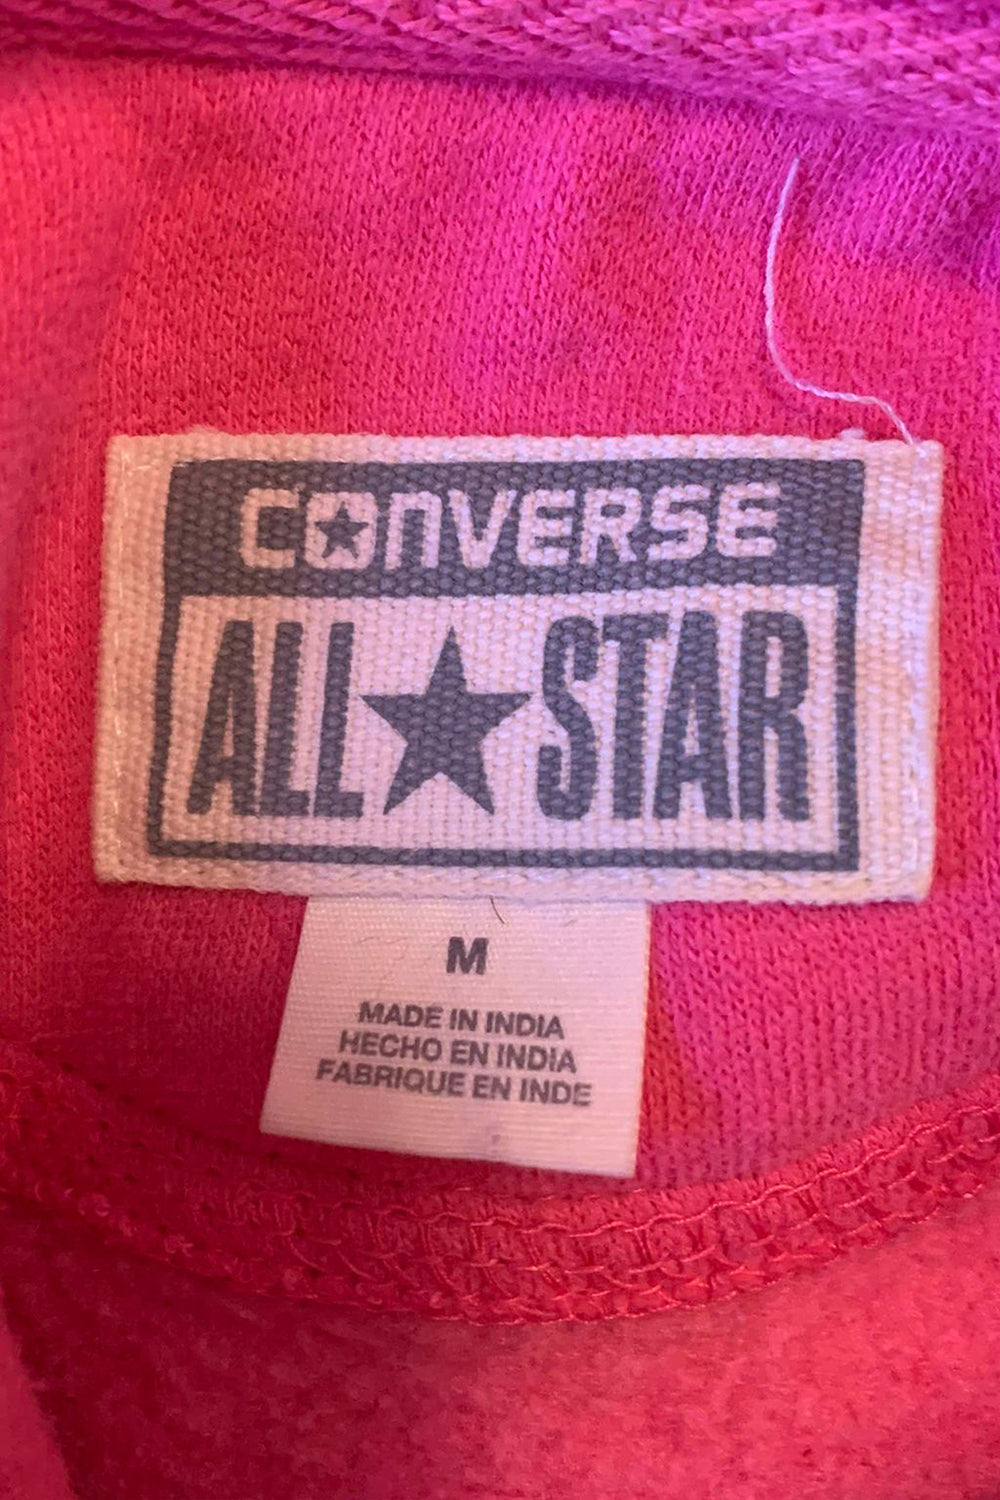 CONVERSE
ALL★STAR
M
MADE IN INDIA
HECHO EN INDIA
FABRIQUE EN INDE